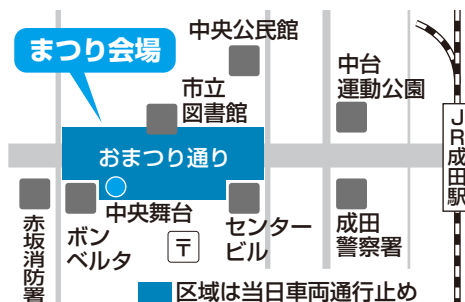 中央公民館
まつり会場
中台
運動公園
市立
図書館
JR成田駅
おまつり通り
中央舞台
赤坂消防署
ボン
ベルタ
〒
センター
ビル
成田
警察署
区域は当日車両通行止め